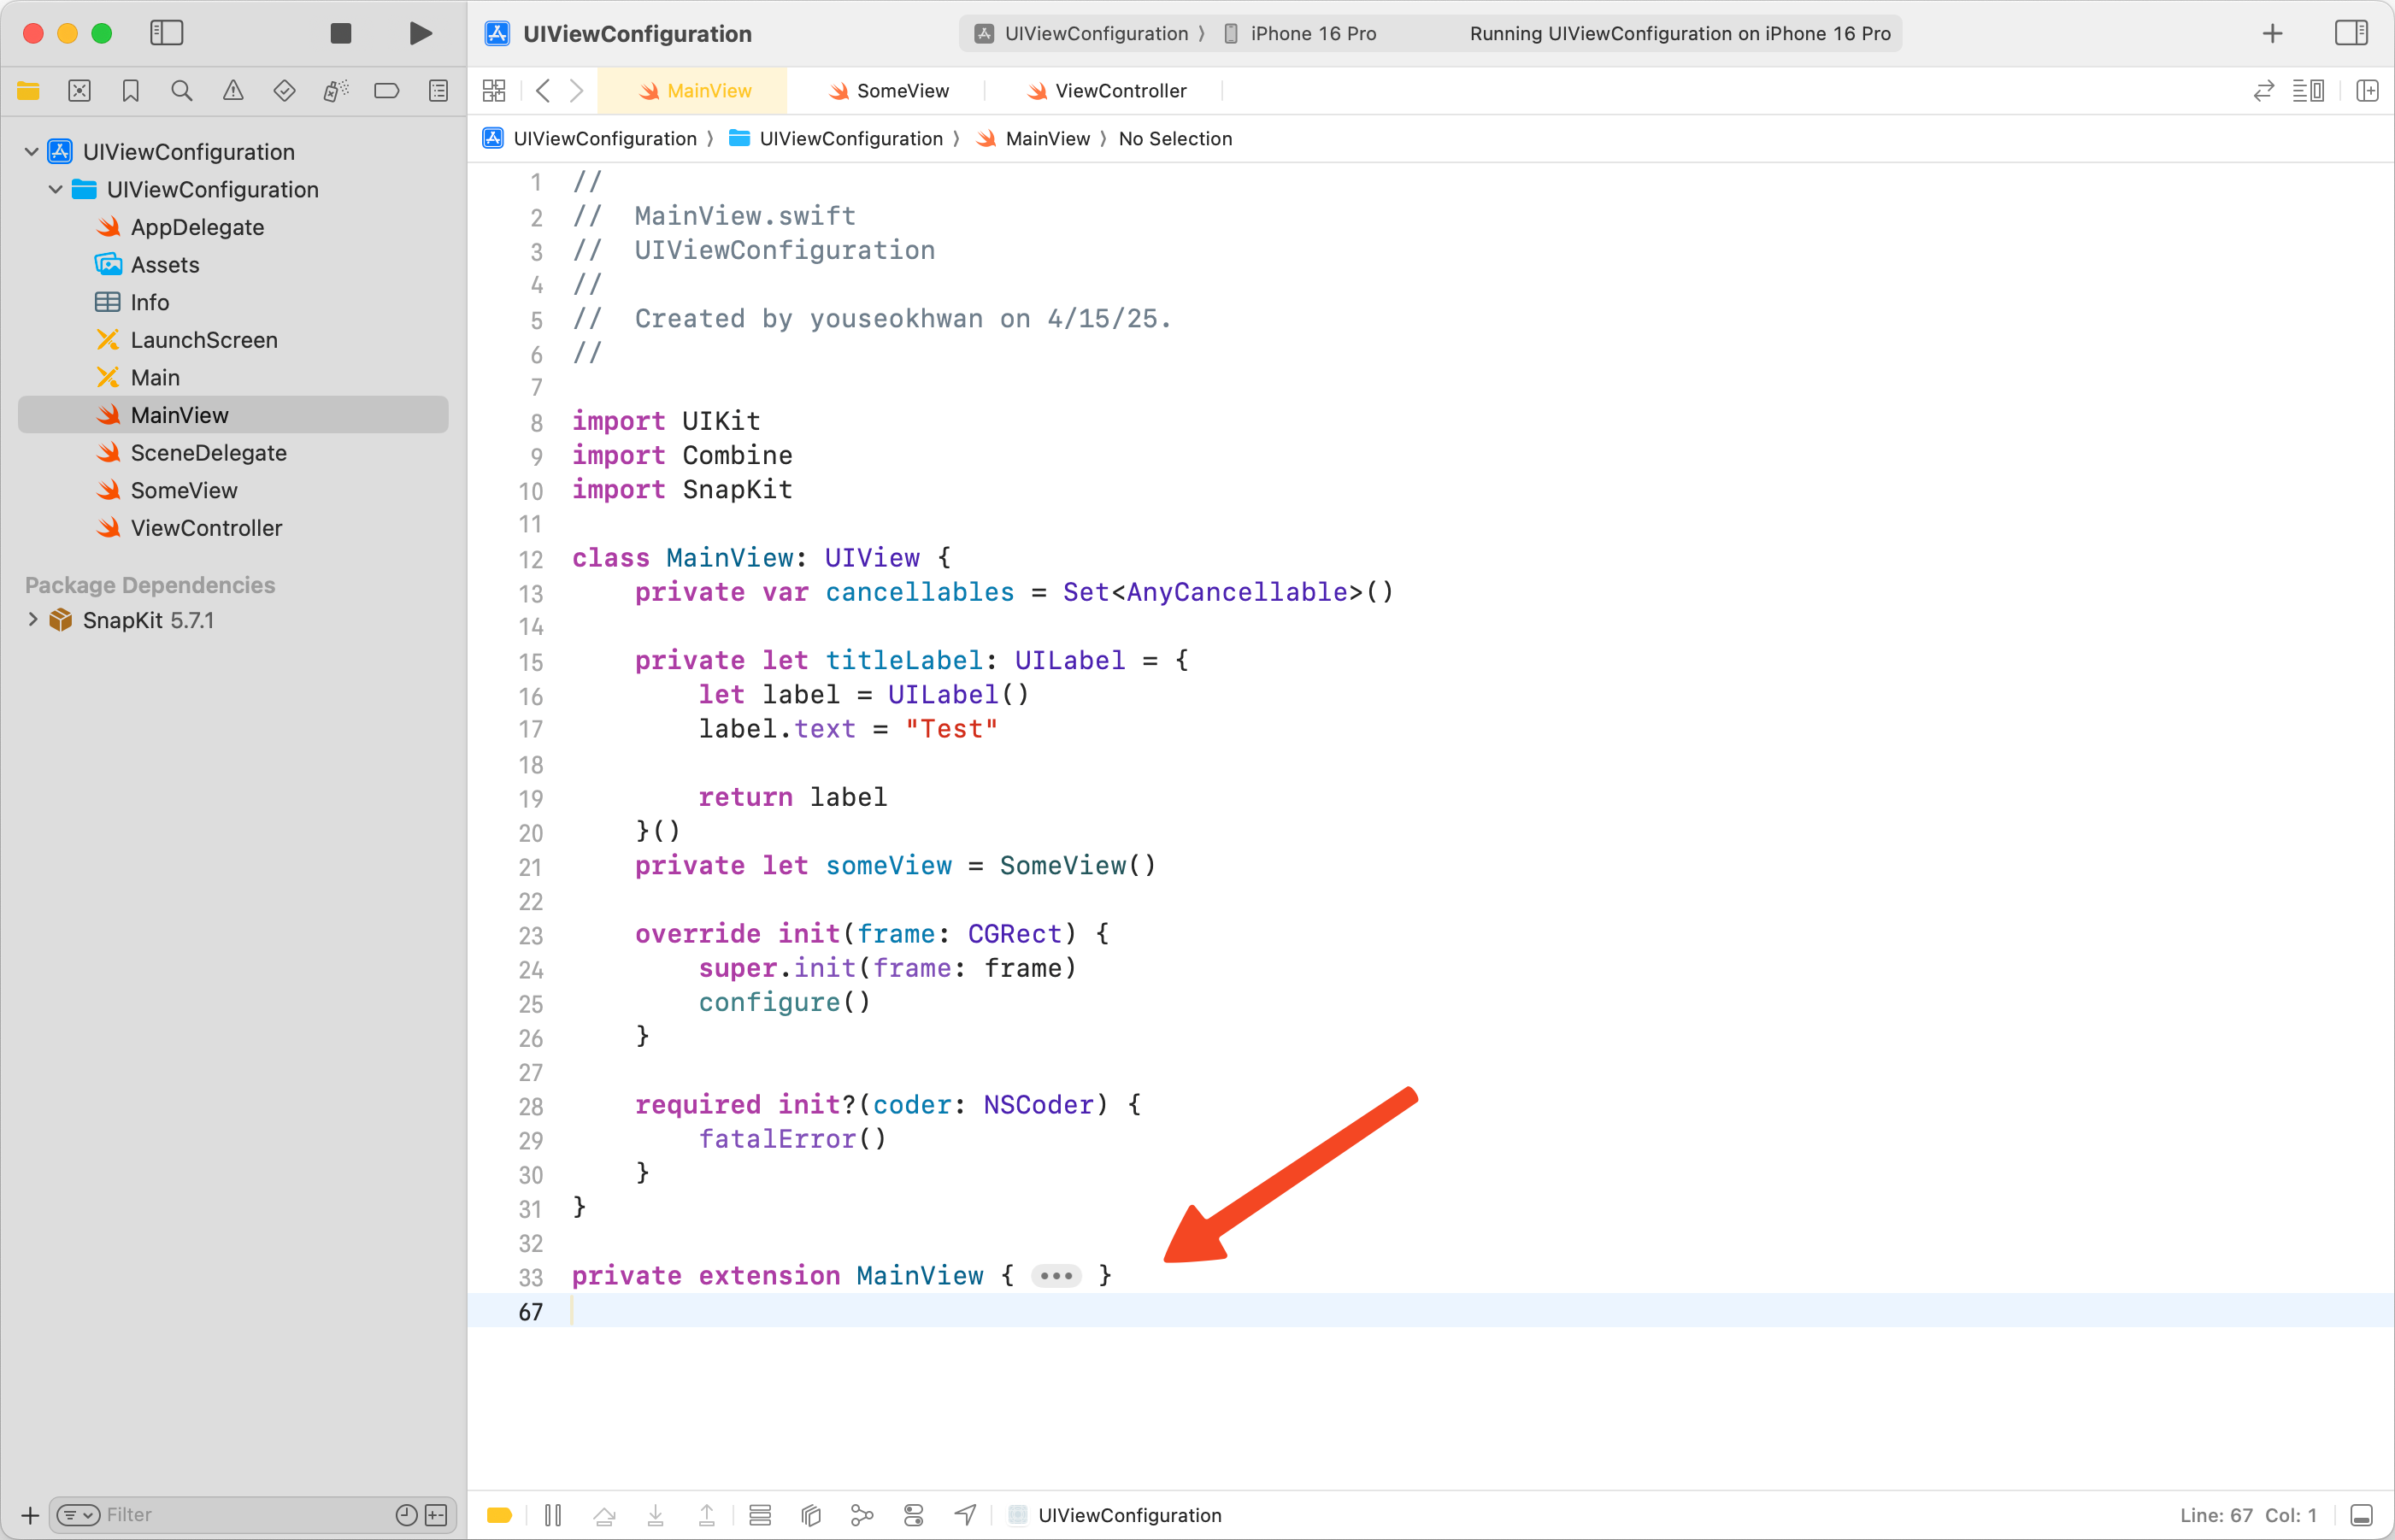 UIViewConfiguration
UIViewConfiguration 〉 iPhone 16 Pro
Running UIViewConfiguration on iPhone 16 Pro
MainView
SomeView
ViewController
UIViewConfiguration 〉 UIViewConfiguration 〉 MainView 〉 No Selection
UIViewConfiguration
UIViewConfiguration
AppDelegate
Assets
Info
LaunchScreen
Main
MainView
SceneDelegate
SomeView
ViewController
Package Dependencies
SnapKit 5.7.1
1 //
2 //  MainView.swift
3 //  UIViewConfiguration
4 //
5 //  Created by youseokhwan on 4/15/25.
6 //
7
8 import UIKit
9 import Combine
10 import SnapKit
11
12 class MainView: UIView {
13     private var cancellables = Set<AnyCancellable>()
14
15     private let titleLabel: UILabel = {
16         let label = UILabel()
17         label.text = "Test"
18
19         return label
20     }()
21     private let someView = SomeView()
22
23     override init(frame: CGRect) {
24         super.init(frame: frame)
25         configure()
26     }
27
28     required init?(coder: NSCoder) {
29         fatalError()
30     }
31 }
32
33 private extension MainView { ••• }
67
Filter
UIViewConfiguration
Line: 67 Col: 1